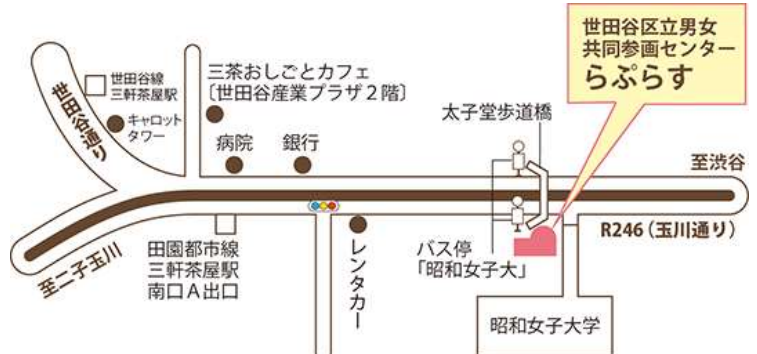 世田谷区立男女
共同参画センター
らぷらす
世田谷線
三軒茶屋駅
世田谷通り
キャロット
タワー
三茶おしごとカフェ
〔世田谷産業プラザ２階〕
病院
銀行
太子堂歩道橋
至渋谷
R246（玉川通り）
至二子玉川
田園都市線
三軒茶屋駅
南口Ａ出口
レンタカー
バス停
「昭和女子大」
昭和女子大学